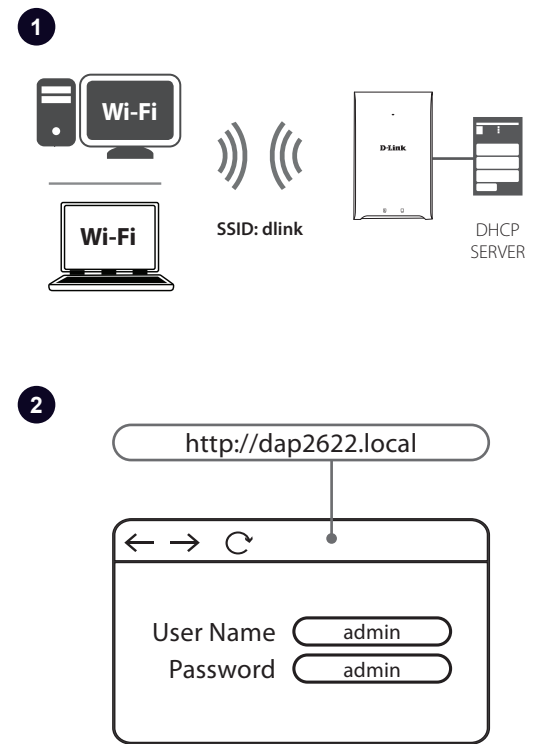 1
Wi-Fi
D-Link
Wi-Fi
SSID: dlink
DHCP
SERVER
2
http://dap2622.local
User Name admin
Password admin